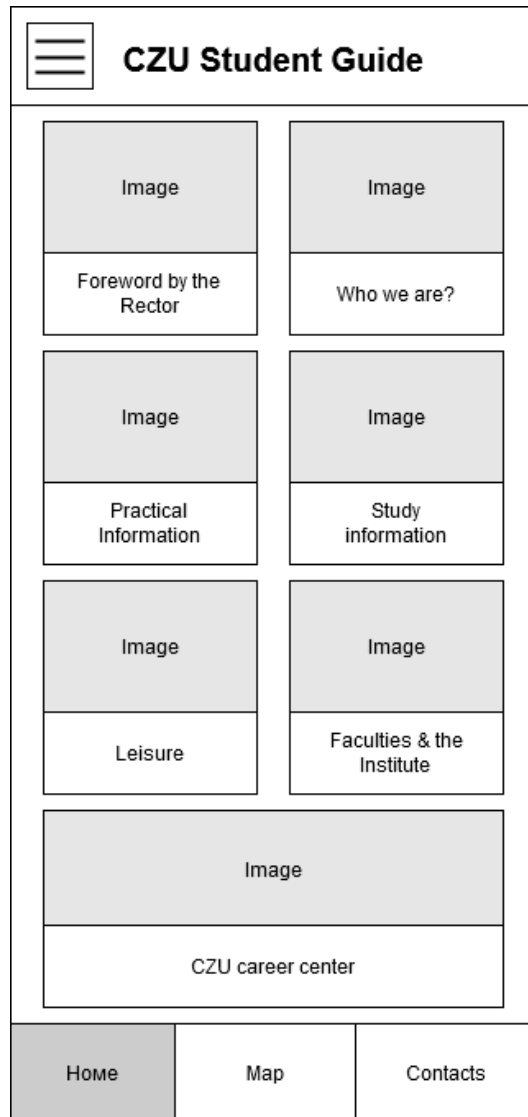 CZU Student Guide
Image
Image
Foreword by the
Rector
Who we are?
Image
Image
Practical
Information
Study
information
Image
Image
Leisure
Faculties & the
Institute
Image
CZU career center
Home
Map
Contacts